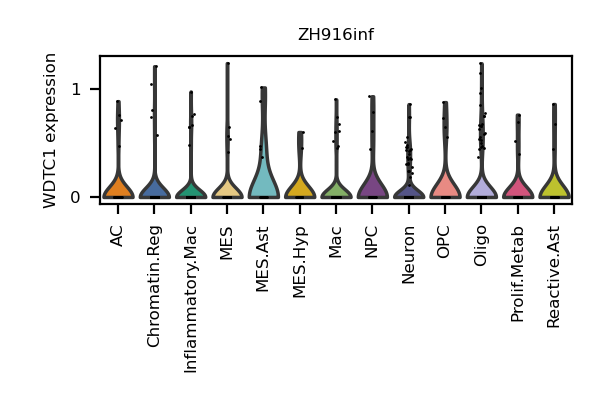 ZH916inf
WDTC1 expression
1
0
AC
Chromatin.Reg
Inflammatory.Mac
MES
MES.Ast
MES.Hyp
Mac
NPC
Neuron
OPC
Oligo
Prolif.Metab
Reactive.Ast